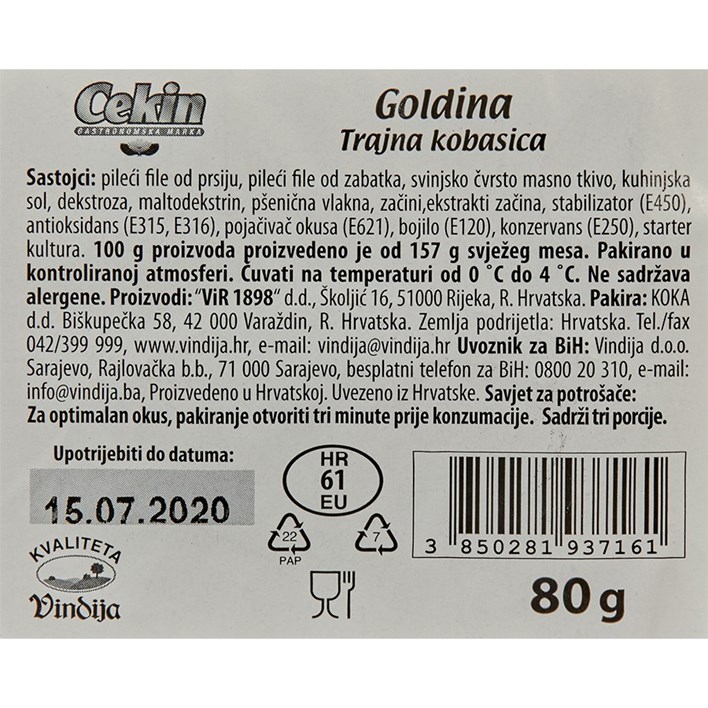 Cekin
GASTRONOMSKA MARKA
Goldina
Trajna kobasica
Sastojci: pileći file od prsiju, pileći file od zabatka, svinjsko čvrsto masno tkivo, kuhinjska
sol, dekstroza, maltodekstrin, pšenična vlakna, začini,ekstrakti začina, stabilizator (E450),
antioksidans (E315, E316), pojačivač okusa (E621), bojilo (E120), konzervans (E250), starter
kultura. 100 g proizvoda proizvedeno je od 157 g svježeg mesa. Pakirano u
kontroliranoj atmosferi. Čuvati na temperaturi od 0 °C do 4 °C. Ne sadržava
alergene. Proizvodi: "ViR 1898" d.d., Školjić 16, 51000 Rijeka, R. Hrvatska. Pakira: KOKA
d.d. Biškupečka 58, 42 000 Varaždin, R. Hrvatska. Zemlja podrijetla: Hrvatska. Tel./fax
042/399 999, www.vindija.hr, e-mail: vindija@vindija.hr Uvoznik za BiH: Vindija d.o.o.
Sarajevo, Rajlovačka b.b., 71 000 Sarajevo, besplatni telefon za BiH: 0800 20 310, e-mail:
info@vindija.ba, Proizvedeno u Hrvatskoj. Uvezeno iz Hrvatske. Savjet za potrošače:
Za optimalan okus, pakiranje otvoriti tri minute prije konzumacije. Sadrži tri porcije.
Upotrijebiti do datuma:
15.07.2020
HR
61
EU
22
PAP
7
3 850281 937161
KVALITETA
Vindija
80 g